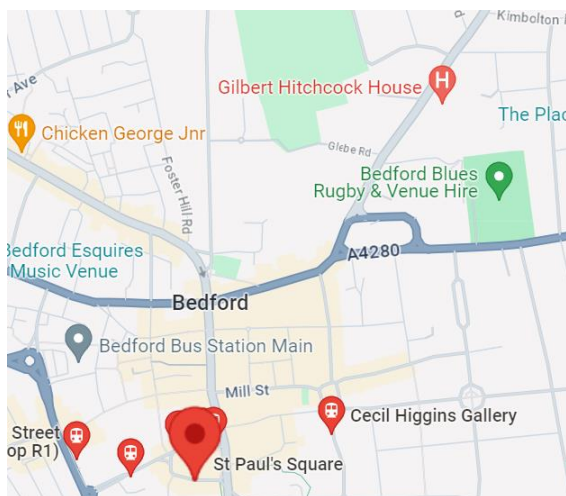 Kimbolton
Gilbert Hitchcock House
H
Ave
Chicken George Jnr
The Plac
Glebe Rd
Foster Hill Rd
Bedford Blues
Rugby & Venue Hire
Bedford Esquires
Music Venue
A4280
Bedford
Bedford Bus Station Main
Mill St
Cecil Higgins Gallery
Street
op R1)
St Paul's Square